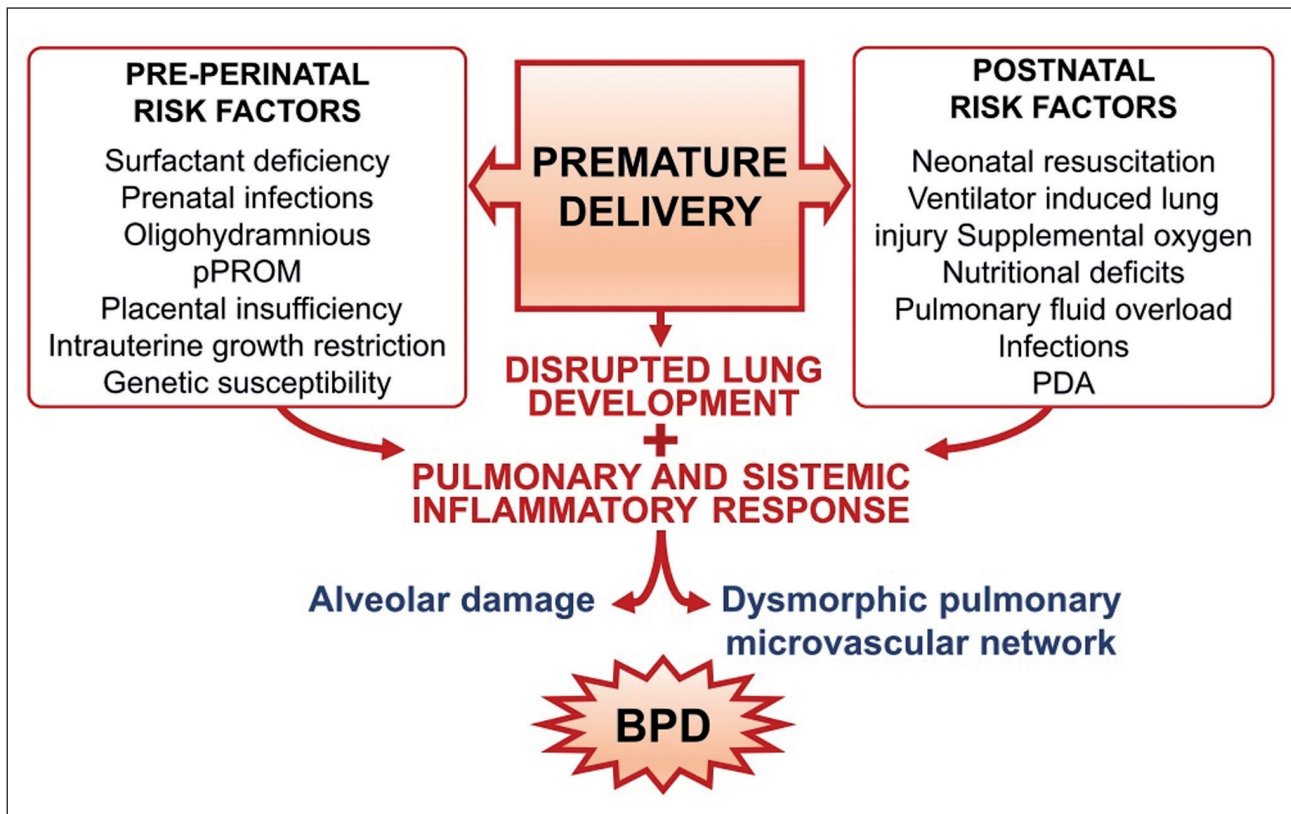 PRE-PERINATAL
RISK FACTORS
Surfactant deficiency
Prenatal infections
Oligohydramnious
pPROM
Placental insufficiency
Intrauterine growth restriction
Genetic susceptibility
PREMATURE
DELIVERY
POSTNATAL
RISK FACTORS
Neonatal resuscitation
Ventilator induced lung
injury Supplemental oxygen
Nutritional deficits
Pulmonary fluid overload
Infections
PDA
DISRUPTED LUNG
DEVELOPMENT
+
PULMONARY AND SISTEMIC
INFLAMMATORY RESPONSE
Alveolar damage
Dysmorphic pulmonary
microvascular network
BPD